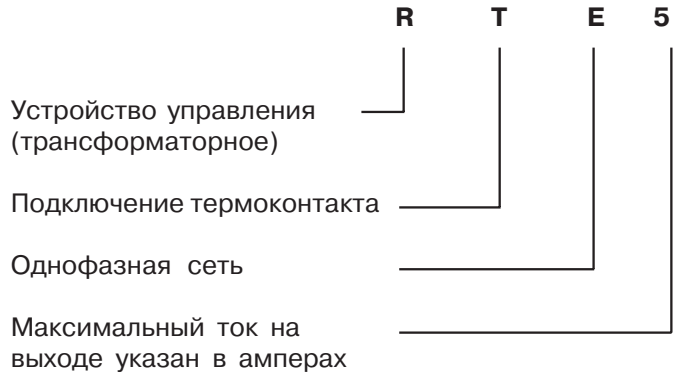 R T E 5
Устройство управления
(трансформаторное)
Подключение термоконтакта
Однофазная сеть
Максимальный ток на
выходе указан в амперах